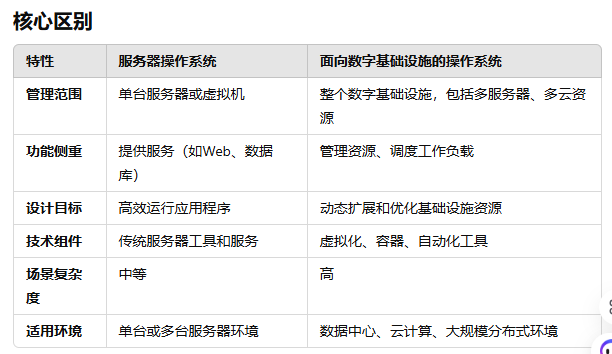 核心区别
特性 服务器操作系统 面向数字基础设施的操作系统
管理范围 单台服务器或虚拟机 整个数字基础设施，包括多服务器、多云资
源
功能侧重 提供服务（如Web、数据 管理资源、调度工作负载
库）
设计目标 高效运行应用程序 动态扩展和优化基础设施资源
技术组件 传统服务器工具和服务 虚拟化、容器、自动化工具
场景复杂 中等 高
度
适用环境 单台或多台服务器环境 数据中心、云计算、大规模分布式环境